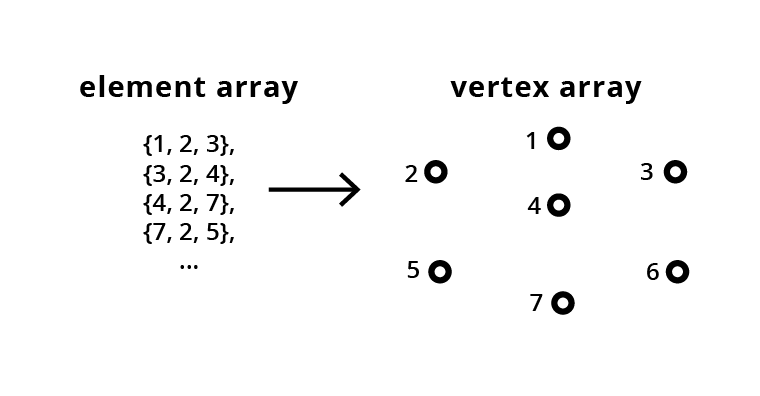 element array
{1, 2, 3},
{3, 2, 4},
{4, 2, 7},
{7, 2, 5},
...
vertex array
1
2
3
4
5
6
7